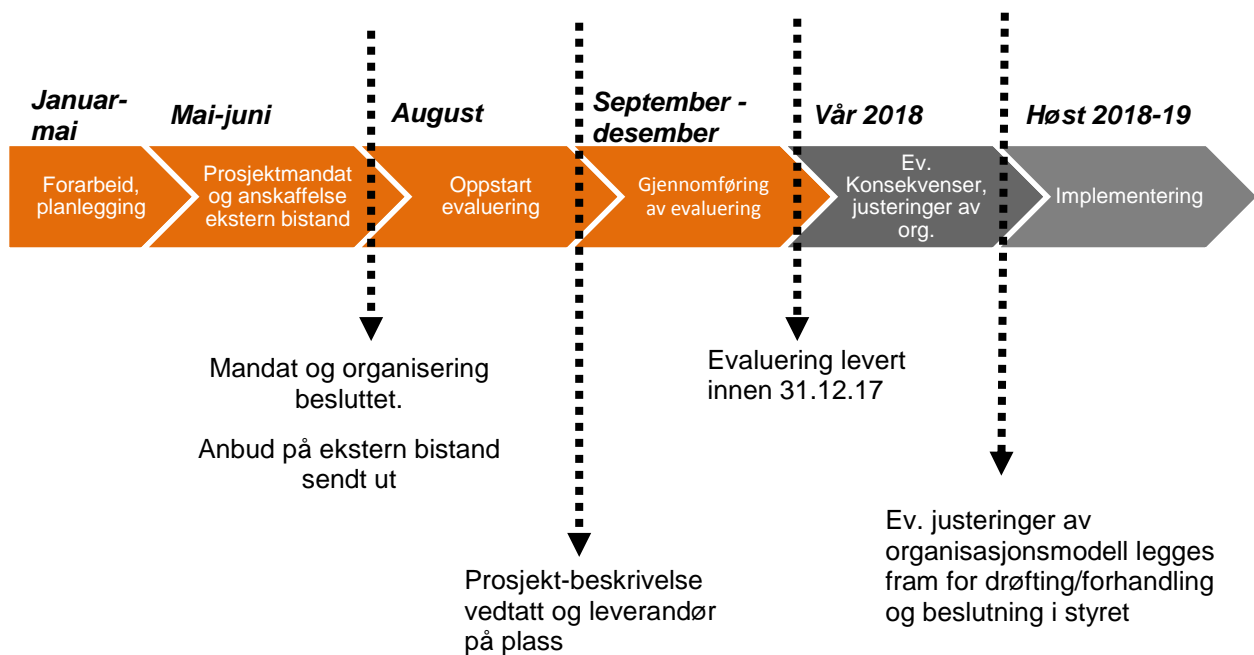 Januar-
mai
Mai-juni
August
September -
desember
Vår 2018
Høst 2018-19
Forarbeid,
planlegging
Prosjektmandat
og anskaffelse
ekstern bistand
Oppstart
evaluering
Gjennomføring
av evaluering
Ev.
Konsekvenser,
justeringer av
org.
Implementering
Mandat og organisering
besluttet.
Anbud på ekstern bistand
sendt ut
Prosjekt-beskrivelse
vedtatt og leverandør
på plass
Evaluering levert
innen 31.12.17
Ev. justeringer av
organisasjonsmodell legges
fram for drøfting/forhandling
og beslutning i styret